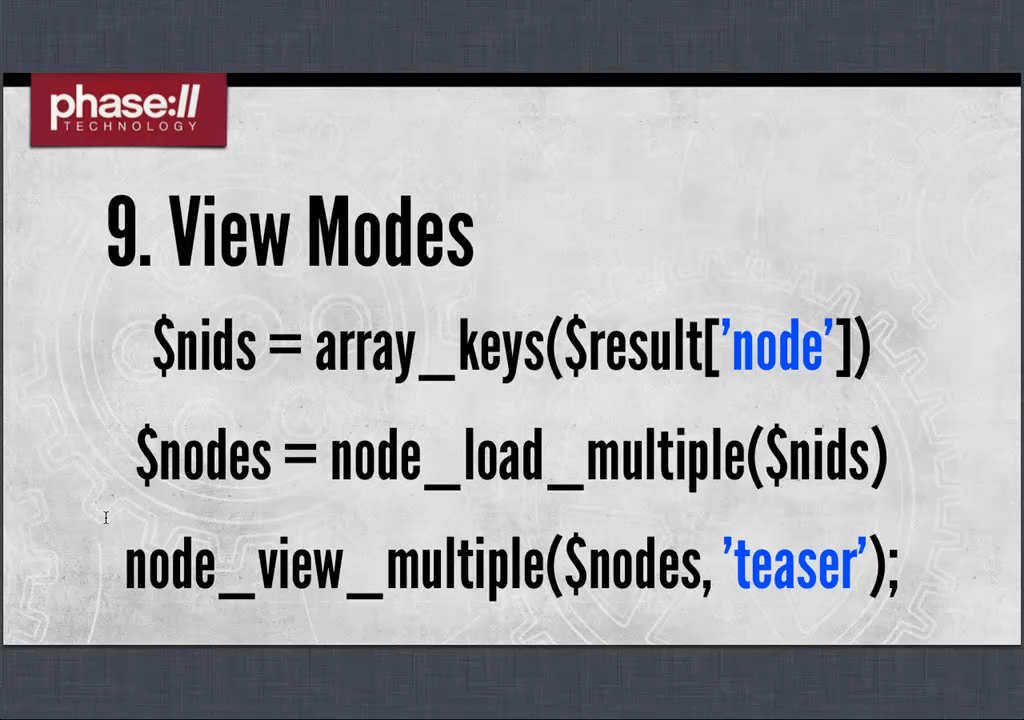 phase://
TECHNOLOGY
9. View Modes
$nids = array_keys($result['node'])
$nodes = node_load_multiple($nids)
node_view_multiple($nodes, 'teaser');